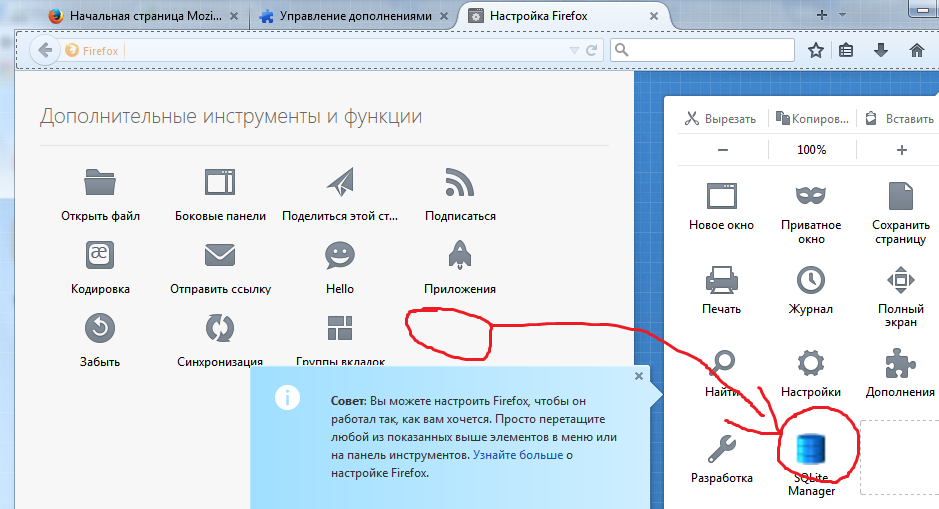 Начальная страница Mozi...
Управление дополнениями
Настройка Firefox
Firefox
Дополнительные инструменты и функции
Открыть файл
Боковые панели
Поделиться этой ст...
Подписаться
Кодировка
Отправить ссылку
Hello
Приложения
Забыть
Синхронизация
Группы вкладок
Совет: Вы можете настроить Firefox, чтобы он
работал так, как вам хочется. Просто перетащите
любой из показанных выше элементов в меню или
на панель инструментов. Узнайте больше о
настройке Firefox.
Вырезать
Копиров...
Вставить
100%
Новое окно
Приватное
окно
Сохранить
страницу
Печать
Журнал
Полный
экран
Найти
Настройки
Дополнения
Разработка
SQLite
Manager